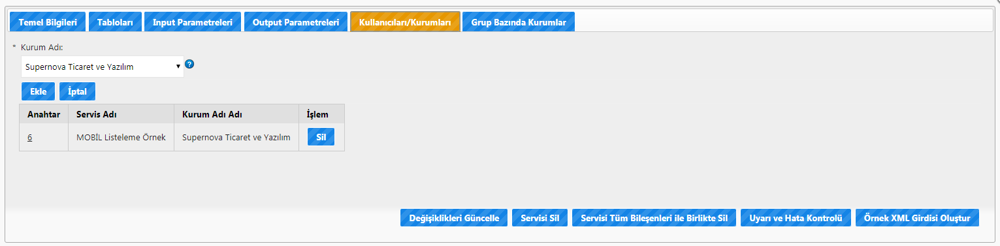 Temel Bilgileri Tabloları Input Parametreleri Output Parametreleri Kullanıcıları/Kurumları Grup Bazında Kurumlar
* Kurum Adı:
Supernova Ticaret ve Yazılım ?
Ekle İptal
Anahtar Servis Adı Kurum Adı Adı İşlem
6 MOBİL Listeleme Örnek Supernova Ticaret ve Yazılım Sil
Değişiklikleri Güncelle Servisi Sil Servisi Tüm Bileşenleri ile Birlikte Sil Uyarı ve Hata Kontrolü Örnek XML Girdisi Oluştur